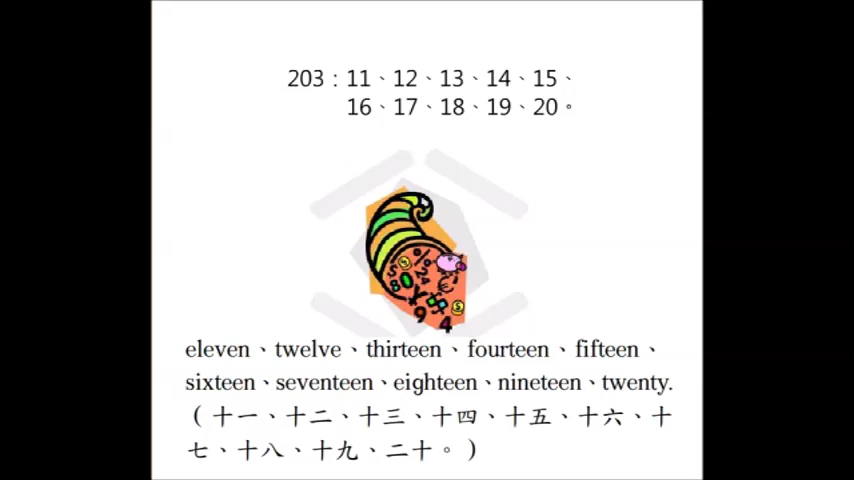 203：11、12、13、14、15、
16、17、18、19、20。
eleven、twelve、thirteen、fourteen、fifteen、
sixteen、seventeen、eighteen、nineteen、twenty.
（十一、十二、十三、十四、十五、十六、十
七、十八、十九、二十。）